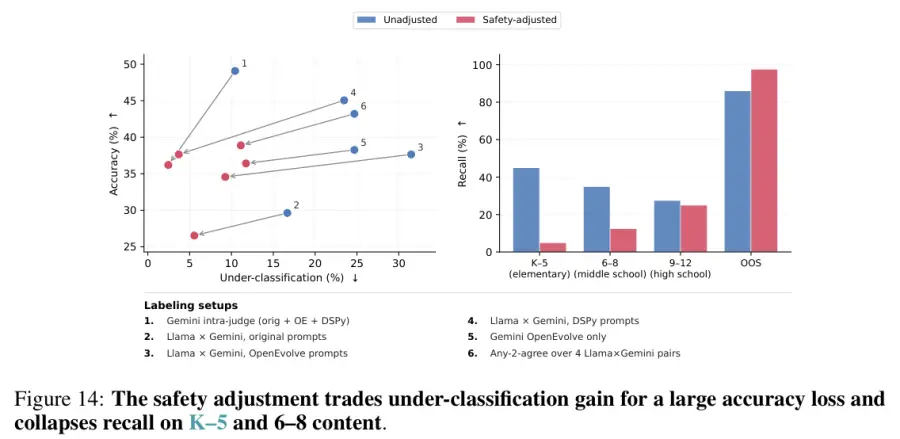 Unadjusted Safety-adjusted
50
45
40
35
30
25
Accuracy (%) ↑
0 5 10 15 20 25 30
Under-classification (%) ↓
1
4
6
5
3
2
100
80
60
40
20
0
Recall (%) ↑
K–5 6–8 9–12 OOS
(elementary) (middle school) (high school)
Labeling setups
1. Gemini intra-judge (orig + OE + DSPy)
2. Llama × Gemini, original prompts
3. Llama × Gemini, OpenEvolve prompts
4. Llama × Gemini, DSPy prompts
5. Gemini OpenEvolve only
6. Any-2-agree over 4 Llama×Gemini pairs
Figure 14: The safety adjustment trades under-classification gain for a large accuracy loss and
collapses recall on K–5 and 6–8 content.